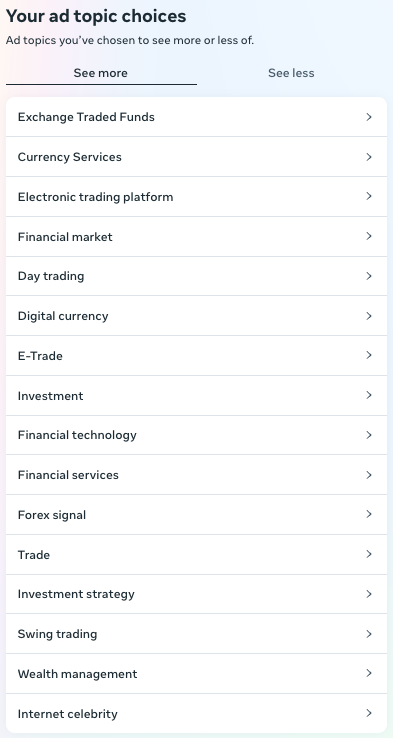 Your ad topic choices
Ad topics you've chosen to see more or less of.
See more
See less
Exchange Traded Funds
Currency Services
Electronic trading platform
Financial market
Day trading
Digital currency
E-Trade
Investment
Financial technology
Financial services
Forex signal
Trade
Investment strategy
Swing trading
Wealth management
Internet celebrity